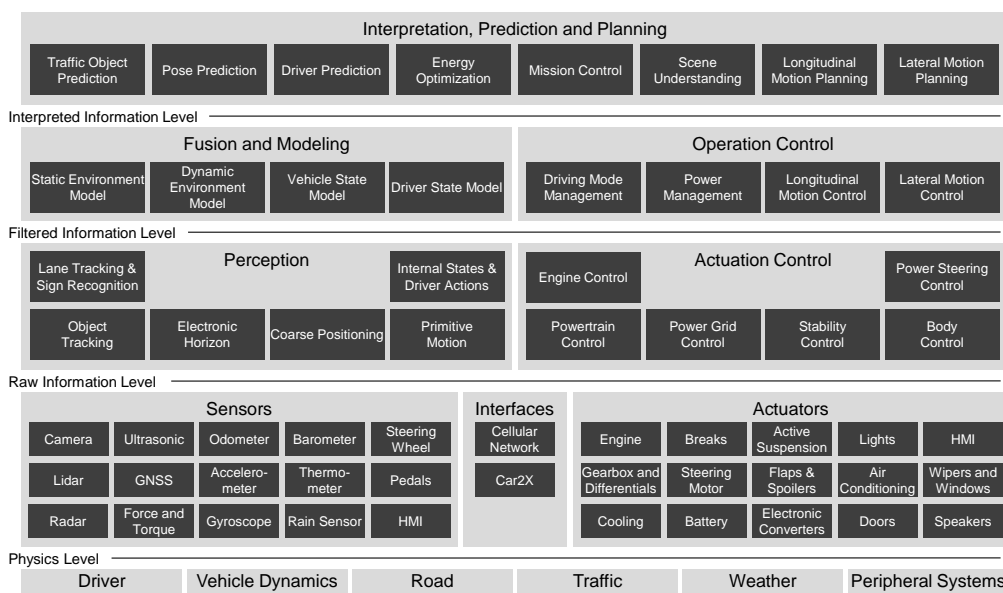 Interpretation, Prediction and Planning
Traffic Object
Prediction
Pose Prediction
Driver Prediction
Energy
Optimization
Mission Control
Scene
Understanding
Longitudinal
Motion Planning
Lateral Motion
Planning
Interpreted Information Level
Fusion and Modeling
Static Environment
Model
Dynamic
Environment
Model
Vehicle State
Model
Driver State Model
Operation Control
Driving Mode
Management
Power
Management
Longitudinal
Motion Control
Lateral Motion
Control
Filtered Information Level
Perception
Lane Tracking &
Sign Recognition
Internal States &
Driver Actions
Object
Tracking
Electronic
Horizon
Coarse Positioning
Primitive
Motion
Actuation Control
Engine Control
Power Steering
Control
Powertrain
Control
Power Grid
Control
Stability
Control
Body
Control
Raw Information Level
Sensors
Camera
Ultrasonic
Odometer
Barometer
Steering
Wheel
Lidar
GNSS
Accelero-
meter
Thermo-
meter
Pedals
Radar
Force and
Torque
Gyroscope
Rain Sensor
HMI
Interfaces
Cellular
Network
Car2X
Actuators
Engine
Breaks
Active
Suspension
Lights
HMI
Gearbox and
Differentials
Steering
Motor
Flaps &
Spoilers
Air
Conditioning
Wipers and
Windows
Cooling
Battery
Electronic
Converters
Doors
Speakers
Physics Level
Driver
Vehicle Dynamics
Road
Traffic
Weather
Peripheral Systems